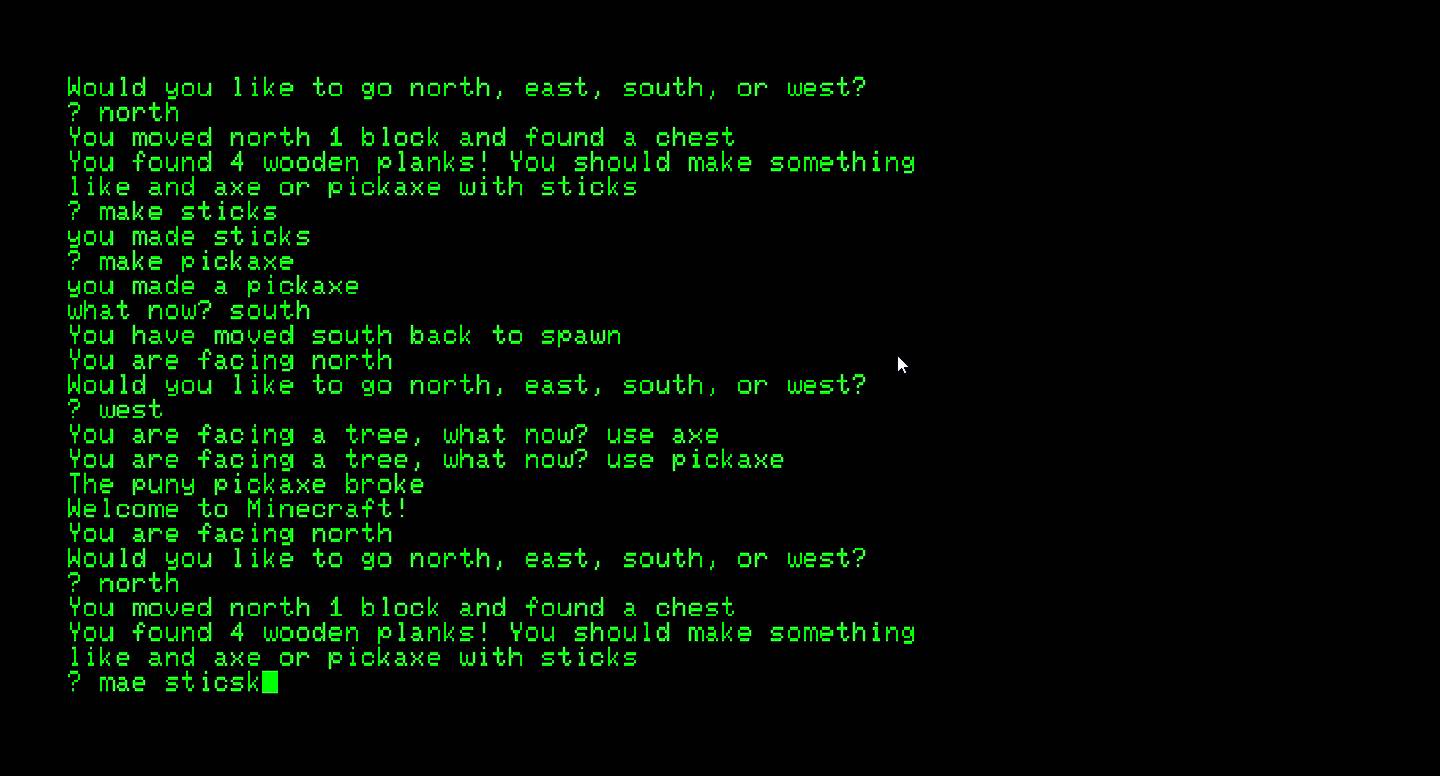 Would you like to go north, east, south, or west?
? north
You moved north 1 block and found a chest
You found 4 wooden planks! You should make something
like and axe or pickaxe with sticks
? make sticks
you made sticks
? make pickaxe
you made a pickaxe
what now? south
You have moved south back to spawn
You are facing north
Would you like to go north, east, south, or west?
? west
You are facing a tree, what now? use axe
You are facing a tree, what now? use pickaxe
The puny pickaxe broke
Welcome to Minecraft!
You are facing north
Would you like to go north, east, south, or west?
? north
You moved north 1 block and found a chest
You found 4 wooden planks! You should make something
like and axe or pickaxe with sticks
? mae sticsk